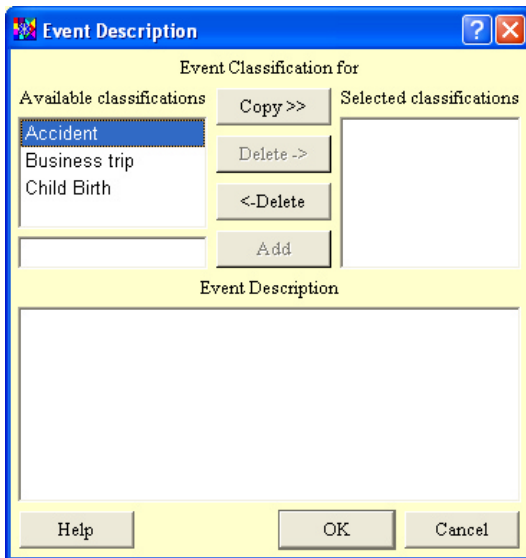 Event Description
Event Classification for
Available classifications
Selected classifications
Copy >>
Accident
Business trip
Child Birth
Delete ->
<-Delete
Add
Event Description
Help
OK
Cancel